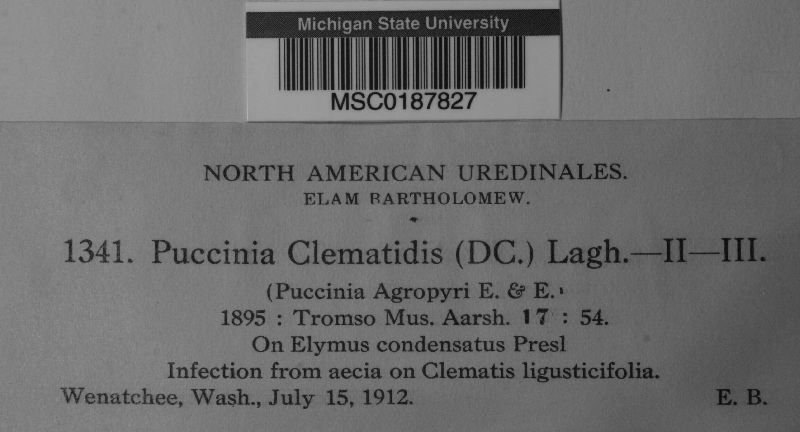 Michigan State University
MSC0187827
NORTH AMERICAN UREDINALES.
ELAM BARTHOLOMEW.
1341. Puccinia Clematidis (DC.) Lagh.—II—III.
(Puccinia Agropyri E. & E.)
1895 : Tromso Mus. Aarsh. 17 : 54.
On Elymus condensatus Presl
Infection from aecia on Clematis ligusticifolia.
Wenatchee, Wash., July 15, 1912. E. B.